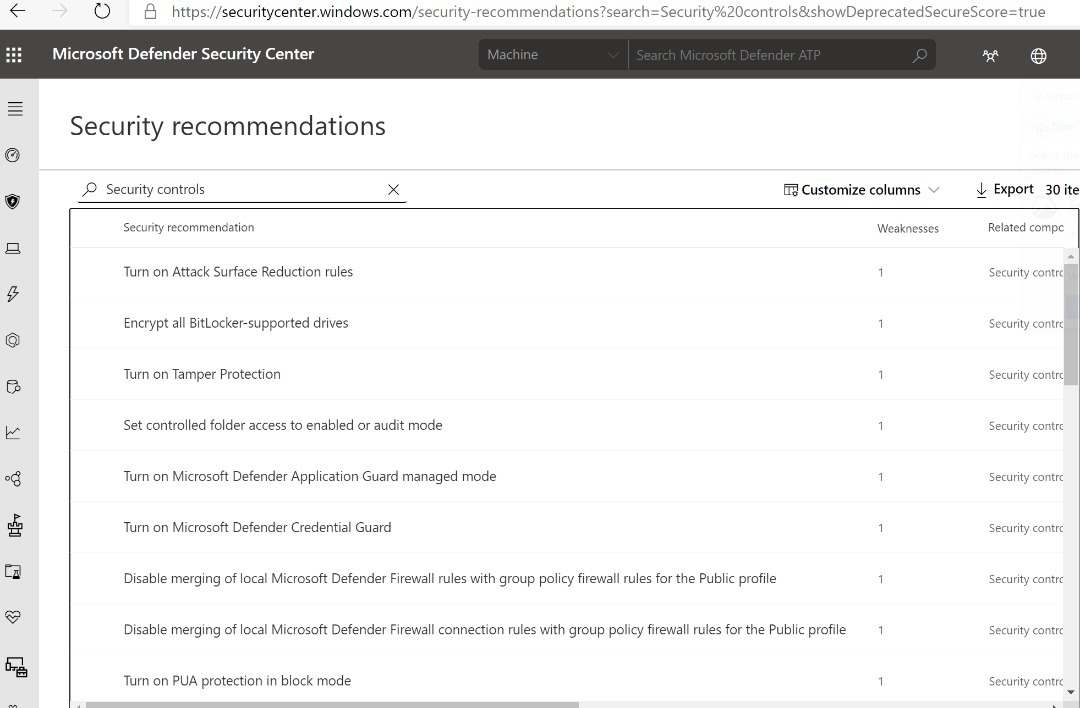 https://securitycenter.windows.com/security-recommendations?search=Security%20controls&showDeprecatedSecureScore=true
Microsoft Defender Security Center
Machine
Search Microsoft Defender ATP
Security recommendations
Security controls
Customize columns
Export
30 ite
Security recommendation Weaknesses Related compo
Turn on Attack Surface Reduction rules 1 Security contro
Encrypt all BitLocker-supported drives 1 Security contro
Turn on Tamper Protection 1 Security contro
Set controlled folder access to enabled or audit mode 1 Security contro
Turn on Microsoft Defender Application Guard managed mode 1 Security contro
Turn on Microsoft Defender Credential Guard 1 Security contro
Disable merging of local Microsoft Defender Firewall rules with group policy firewall rules for the Public profile 1 Security contro
Disable merging of local Microsoft Defender Firewall connection rules with group policy firewall rules for the Public profile 1 Security contro
Turn on PUA protection in block mode 1 Security contro